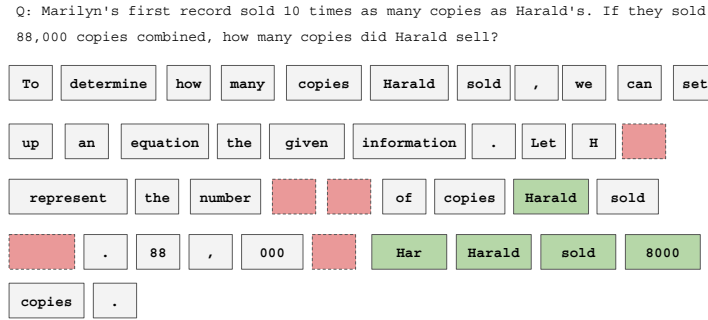 Q: Marilyn's first record sold 10 times as many copies as Harald's. If they sold
88,000 copies combined, how many copies did Harald sell?
To determine how many copies Harald sold , we can set
up an equation the given information . Let H
represent the number of copies Harald sold
. 88 , 000 Har Harald sold 8000
copies .